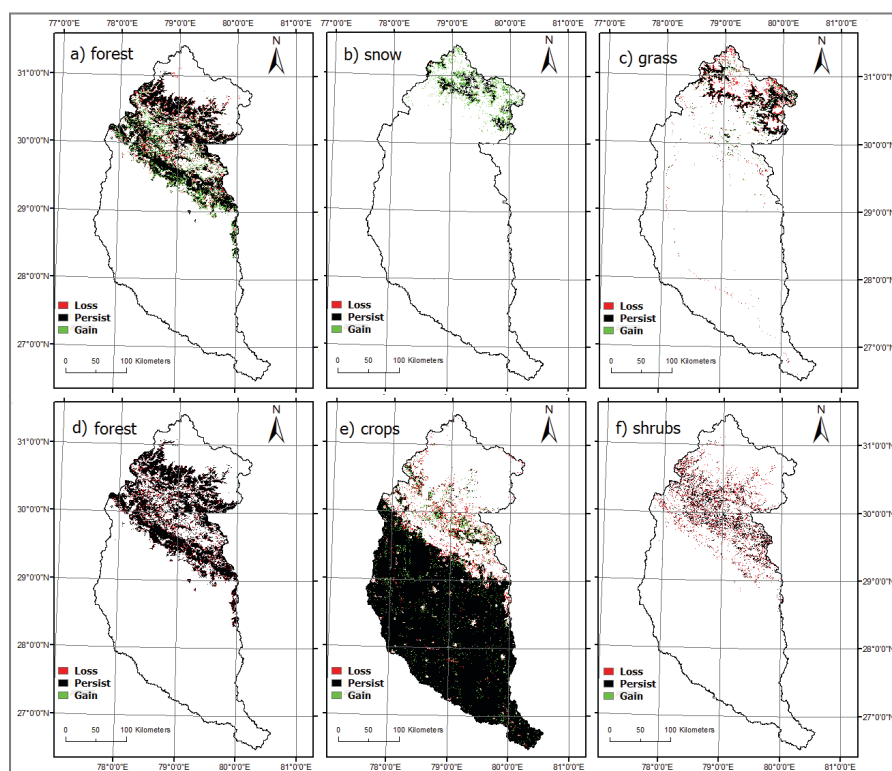 77°0'0"E 78°0'0"E 79°0'0"E 80°0'0"E 81°0'0"E 77°0'0"E 78°0'0"E 79°0'0"E 80°0'0"E 81°0'0"E 77°0'0"E 78°0'0"E 79°0'0"E 80°0'0"E 81°0'0"E
a) forest N b) snow N c) grass N
31°0'0"N 31°0'0"N
30°0'0"N 30°0'0"N
29°0'0"N 29°0'0"N
28°0'0"N 28°0'0"N
27°0'0"N 27°0'0"N
Loss Loss Loss
Persist Persist Persist
Gain Gain Gain
0 50 100 Kilometers 0 50 100 Kilometers 0 50 100 Kilometers
d) forest N e) crops N f) shrubs N
31°0'0"N 31°0'0"N
30°0'0"N 30°0'0"N
29°0'0"N 29°0'0"N
28°0'0"N 28°0'0"N
27°0'0"N 27°0'0"N
Loss Loss Loss
Persist Persist Persist
Gain Gain Gain
0 50 100 Kilometers 0 50 100 Kilometers 0 50 100 Kilometers
78°0'0"E 79°0'0"E 80°0'0"E 78°0'0"E 79°0'0"E 80°0'0"E 78°0'0"E 79°0'0"E 80°0'0"E